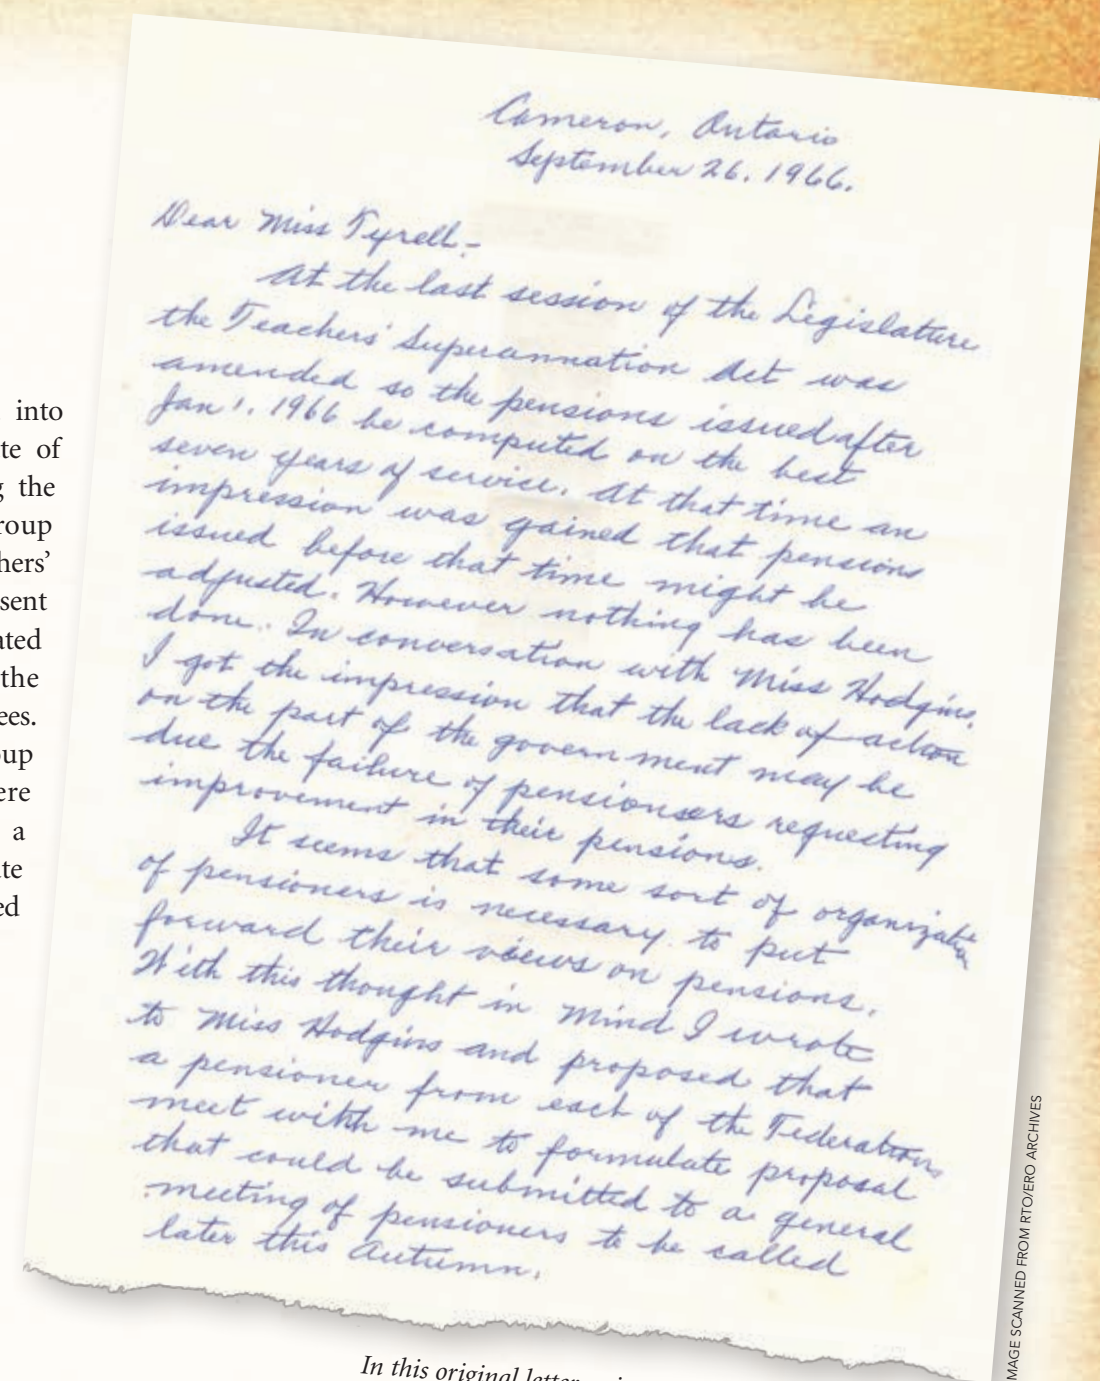 Cameron, Ontario
September 26. 1966.
Dear Miss Tyrell.-
At the last session of the Legislature
the Teachers' Superannuation Act was
amended so the pensions issued after
Jan 1. 1966 be computed on the best
seven years of service. At that time an
impression was gained that pensions
issued before that time might be
adjusted. However nothing has been
done. In conversation with Miss Hodgins,
I got the impression that the lack of action
on the part of the government may be
due the failure of pensionsers requesting
improvement in their pensions.
It seems that some sort of organization
of pensioners is necessary to put
forward their views on pensions.
With this thought in mind I wrote
to Miss Hodgins and proposed that
a pensioner from each of the Federations
meet with me to formulate proposal
that could be submitted to a general
meeting of pensioners to be called
later this Autumn.
into
te of
g the
roup
hers'
sent
ated
the
ees.
oup
ere
a
ate
ed
In this original letter
MAGE SCANNED FROM RTO/ERO ARCHIVES